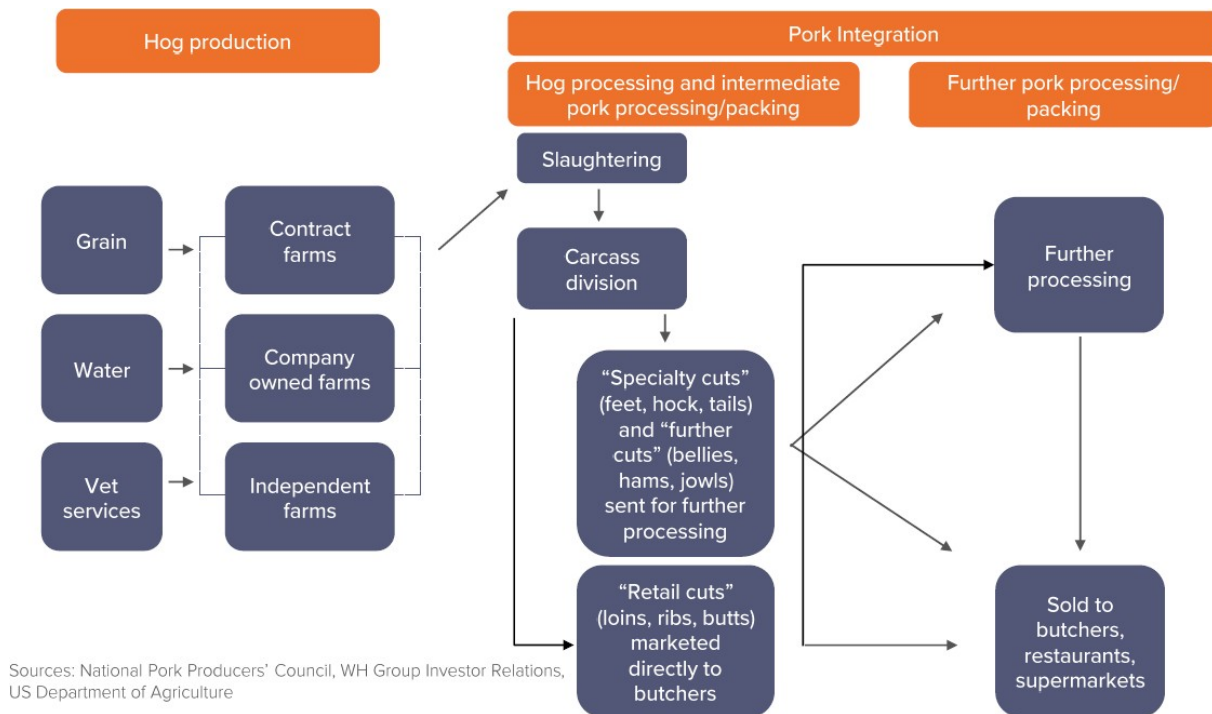 Hog production
Pork Integration
Hog processing and intermediate
pork processing/packing
Further pork processing/
packing
Slaughtering
Grain
Contract
farms
Carcass
division
Further
processing
Water
Company
owned farms
“Specialty cuts”
(feet, hock, tails)
and “further
cuts” (bellies,
hams, jowls)
sent for further
processing
Vet
services
Independent
farms
“Retail cuts”
(loins, ribs, butts)
marketed
directly to
butchers
Sold to
butchers,
restaurants,
supermarkets
Sources: National Pork Producers’ Council, WH Group Investor Relations,
US Department of Agriculture